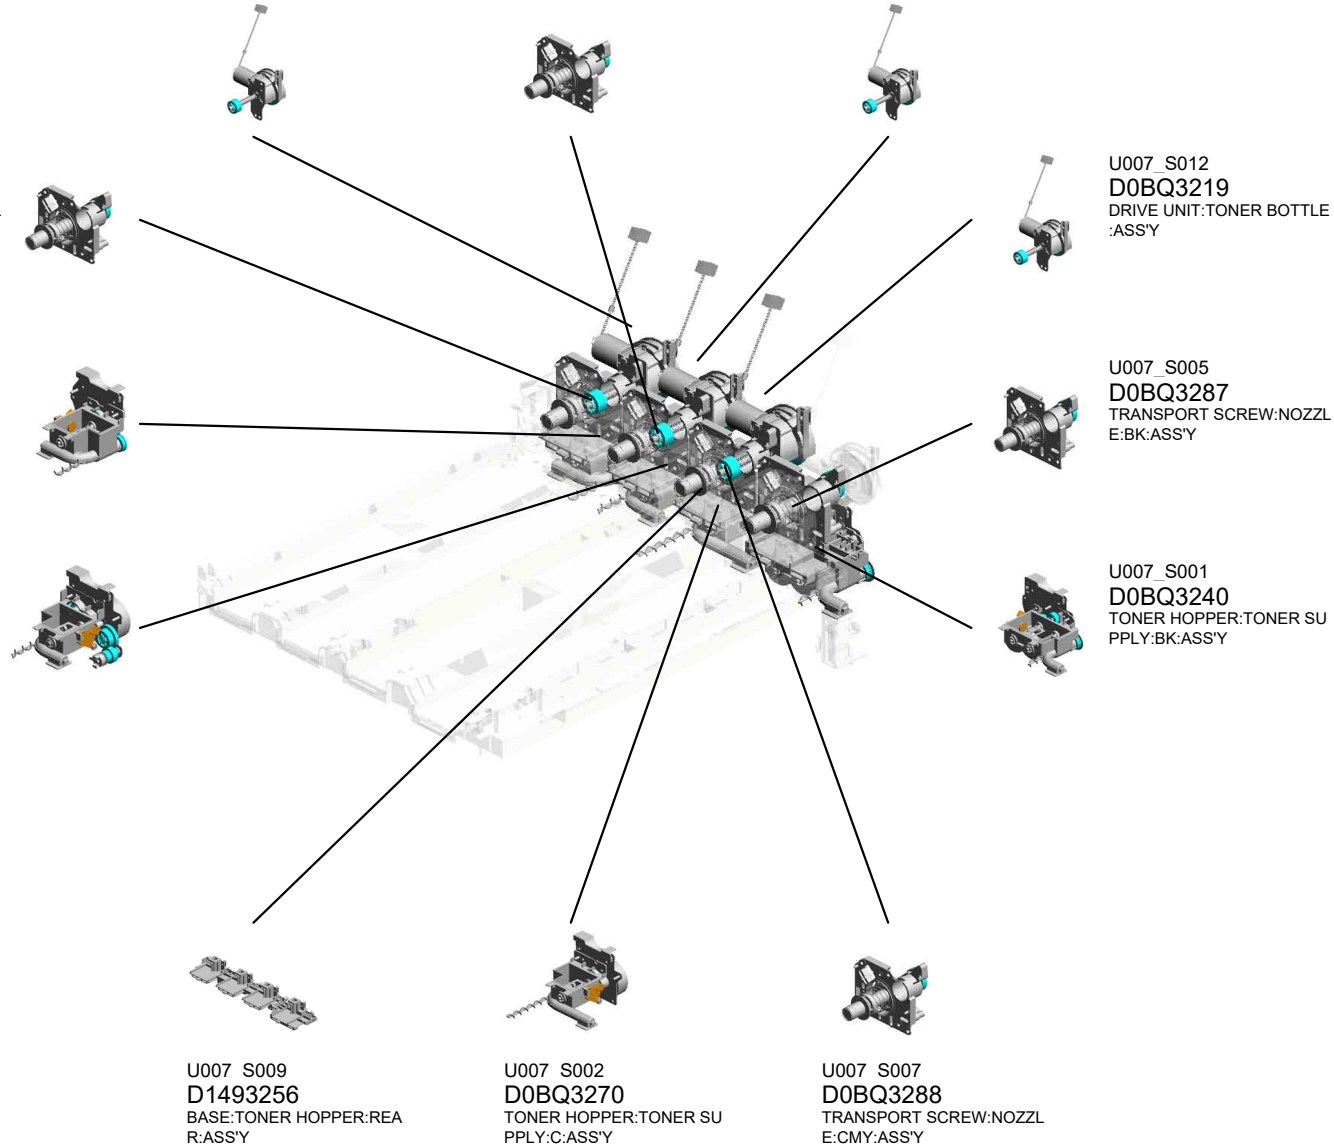 U007_S012
D0BQ3219
DRIVE UNIT:TONER BOTTLE
:ASS'Y
U007_S005
D0BQ3287
TRANSPORT SCREW:NOZZL
E:BK:ASS'Y
U007_S001
D0BQ3240
TONER HOPPER:TONER SU
PPLY:BK:ASS'Y
U007_S009
D1493256
BASE:TONER HOPPER:REA
R:ASS'Y
U007_S002
D0BQ3270
TONER HOPPER:TONER SU
PPLY:C:ASS'Y
U007_S007
D0BQ3288
TRANSPORT SCREW:NOZZL
E:CMY:ASS'Y